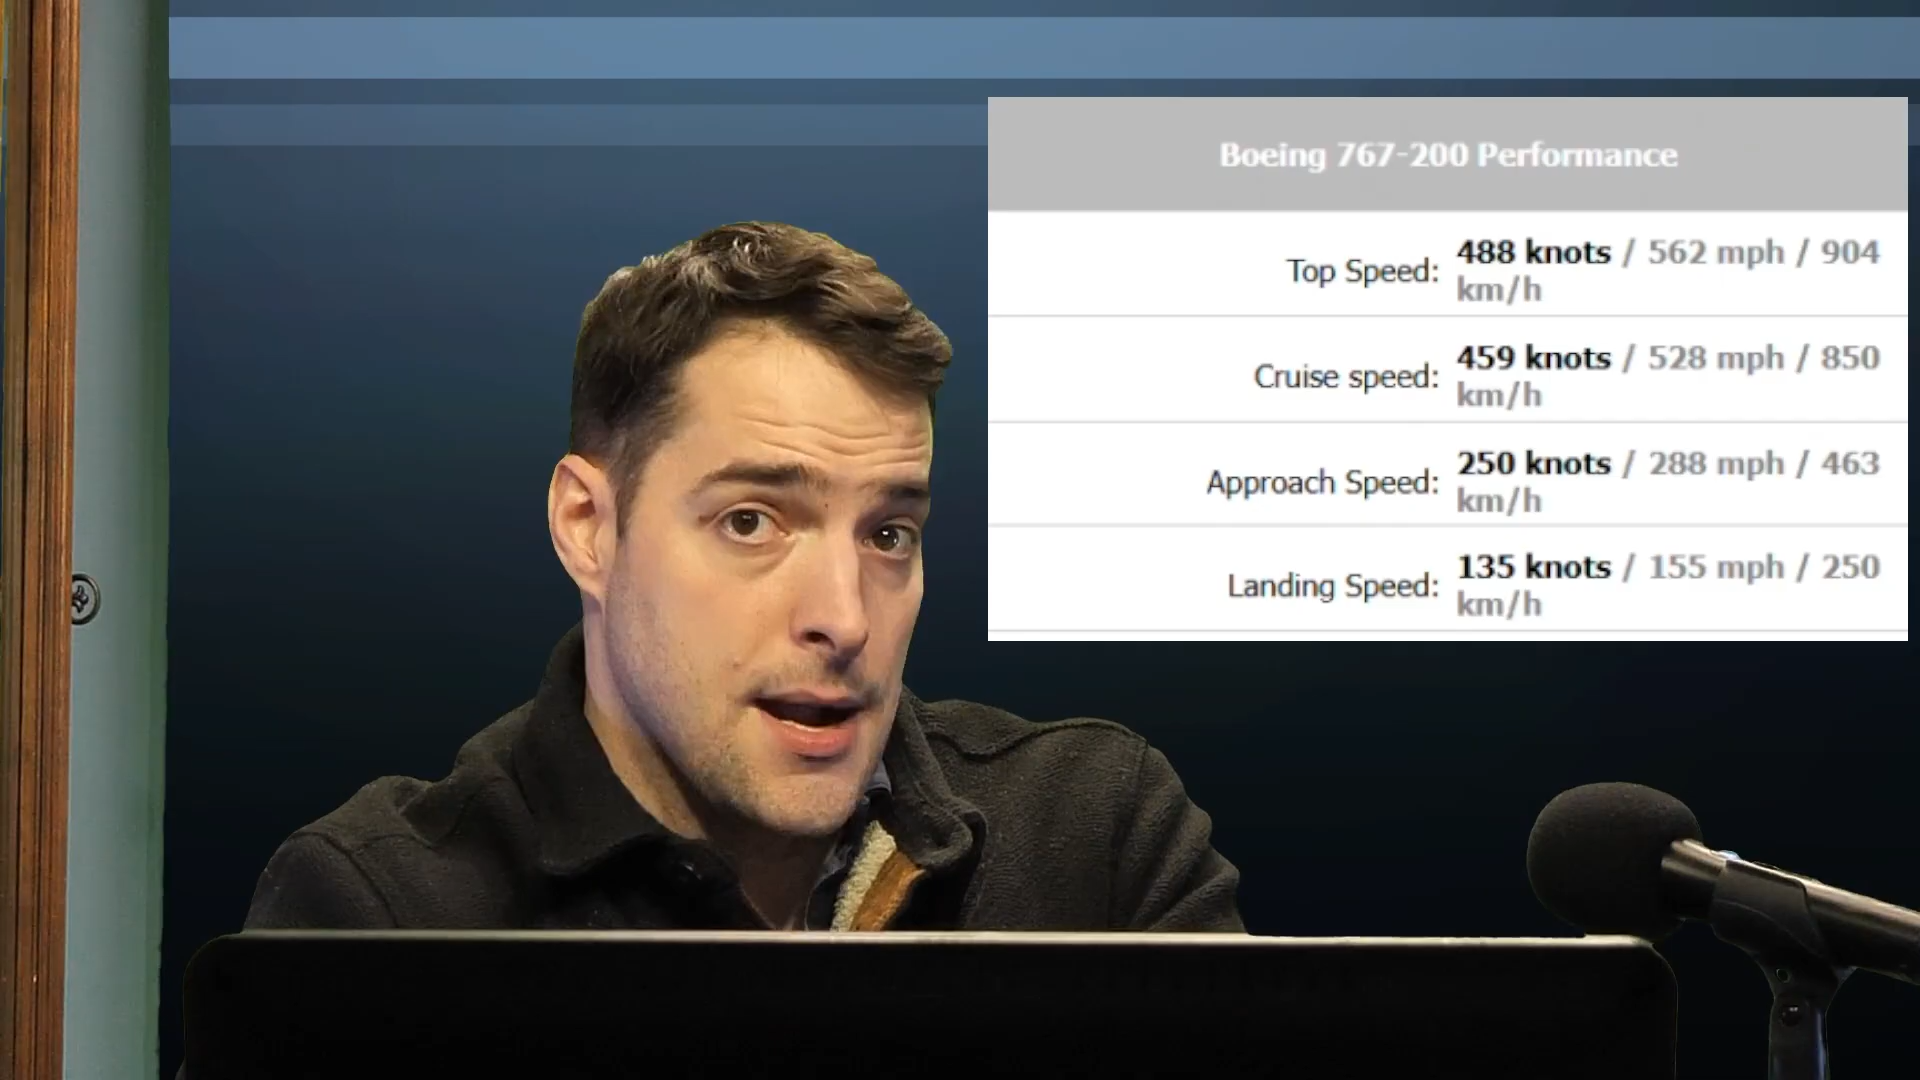 Boeing 767-200 Performance
Top Speed: 488 knots / 562 mph / 904
km/h
Cruise speed: 459 knots / 528 mph / 850
km/h
Approach Speed: 250 knots / 288 mph / 463
km/h
Landing Speed: 135 knots / 155 mph / 250
km/h